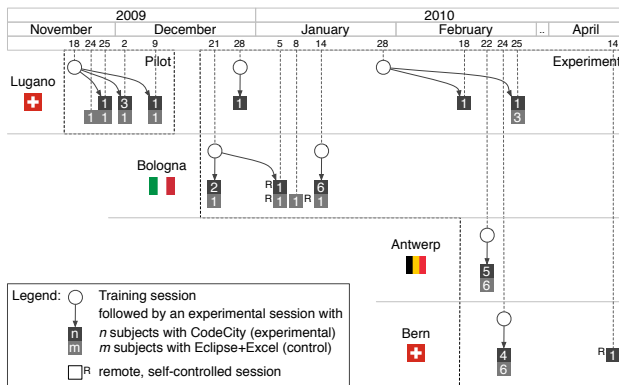 2009 2010
November December January February .. April
18 24 25 2 9 21 28 5 8 14 28 18 22 24 25 14
Pilot Experiment
Lugano
1 3 1 1 1 1
1 1 1 1 3
Bologna
2 R 1 6
1 R 1 1 R 1
Antwerp
5
6
Legend: Training session
followed by an experimental session with
n n subjects with CodeCity (experimental)
m m subjects with Eclipse+Excel (control)
R remote, self-controlled session
Bern
4 R 1
6